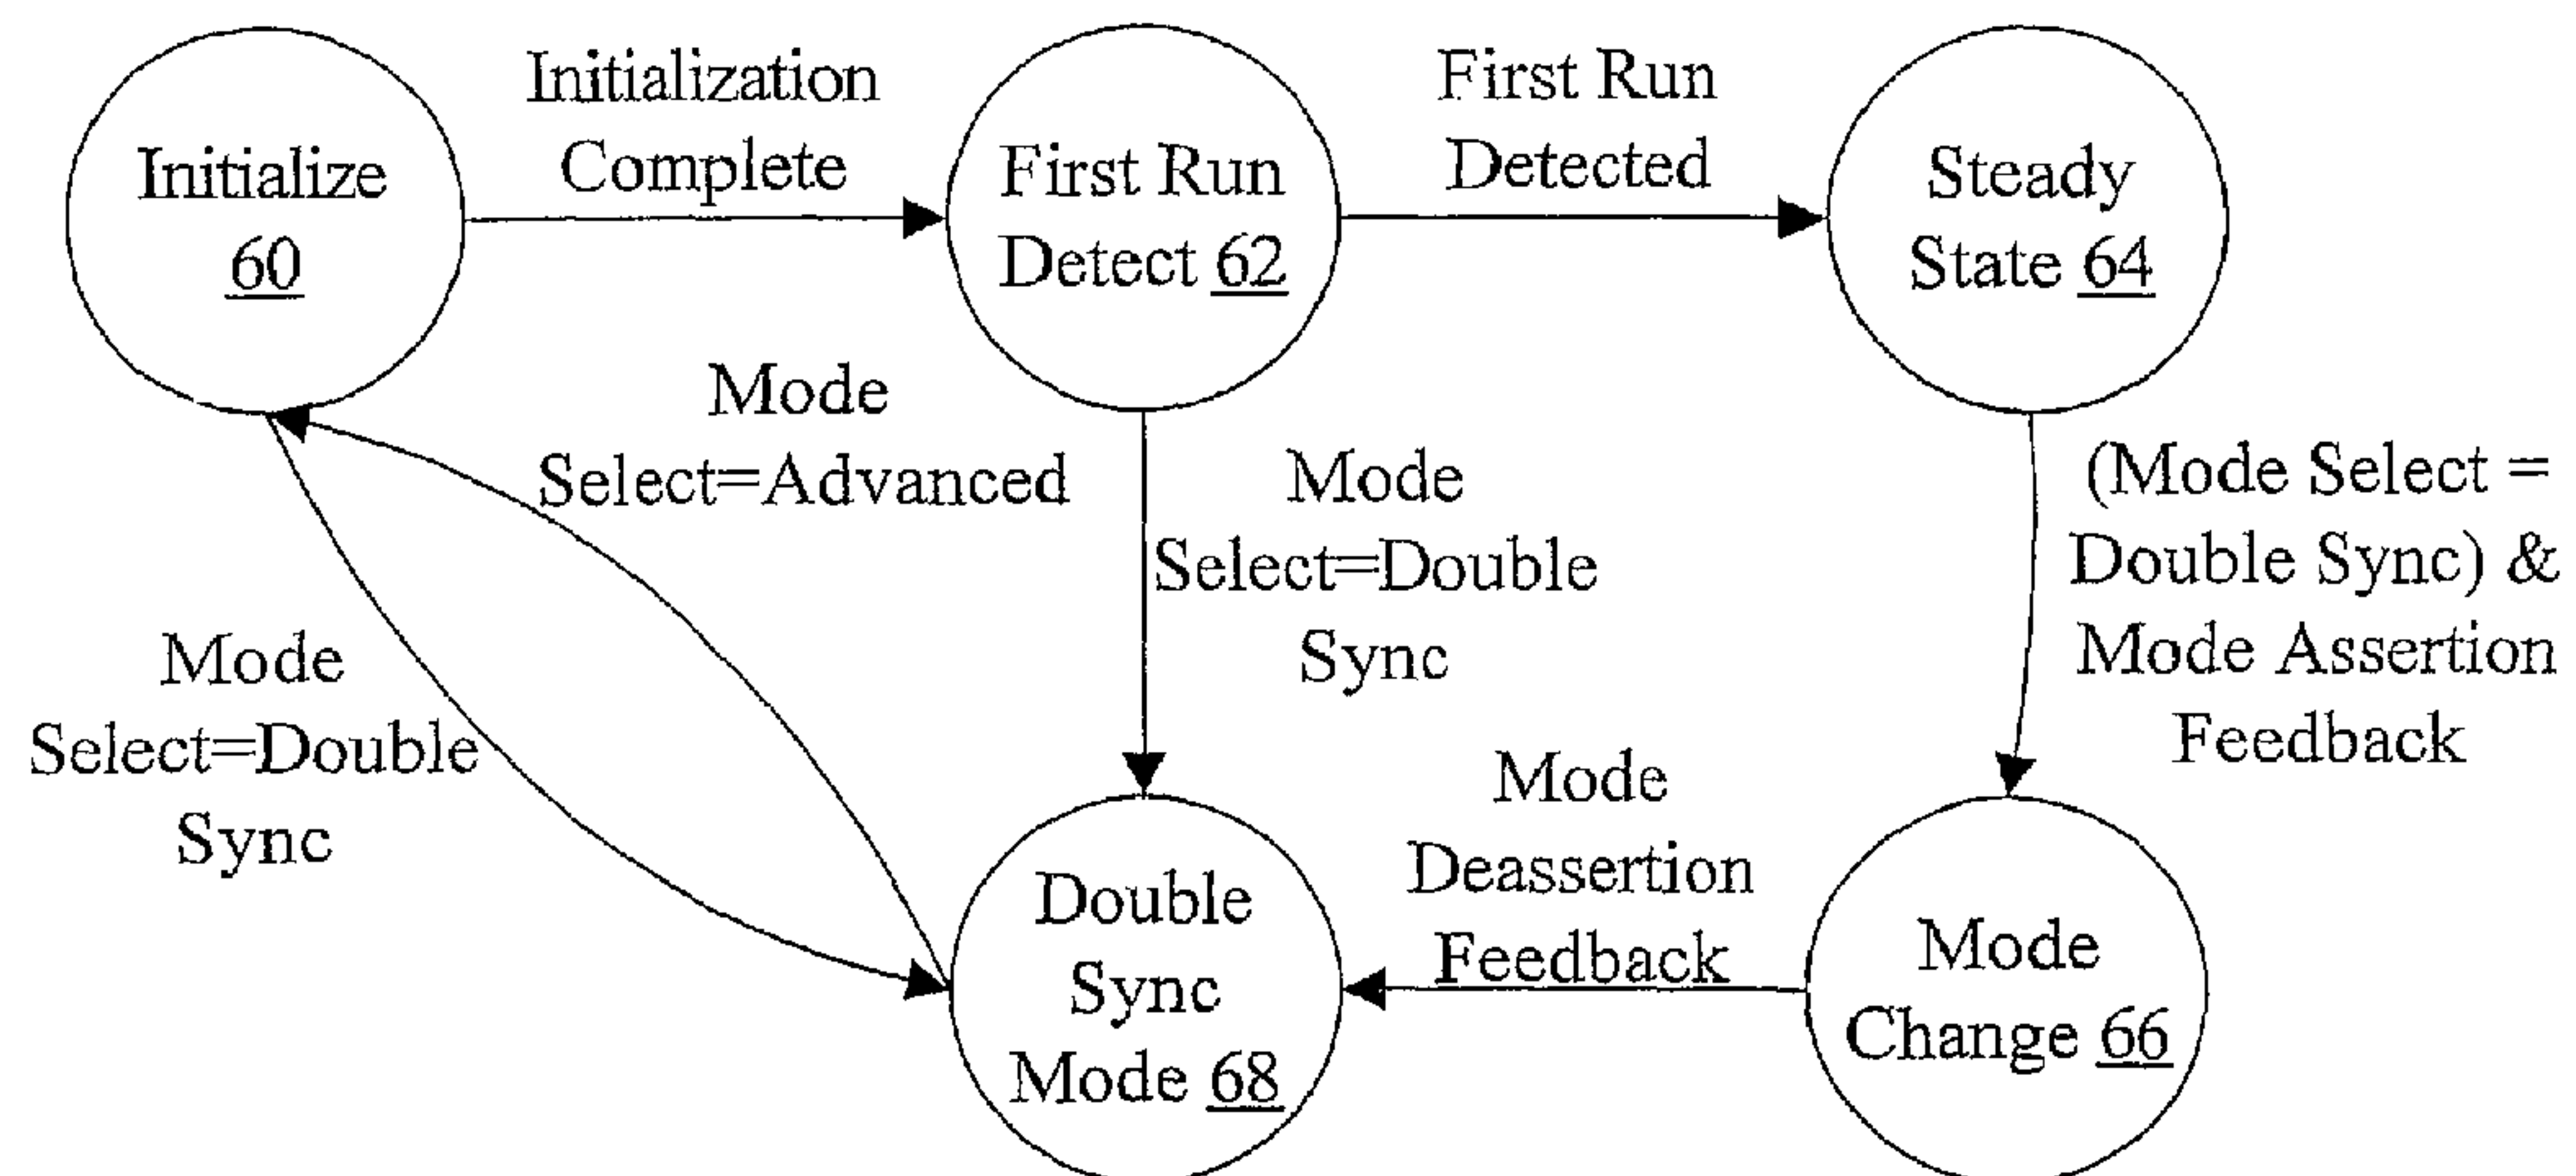 Initialize
60
Initialization
Complete
First Run
Detect 62
First Run
Detected
Steady
State 64
Mode
Select=Advanced
Mode
Select=Double
Sync
(Mode Select =
Double Sync) &
Mode Assertion
Feedback
Mode
Select=Double
Sync
Mode
Deassertion
Feedback
Double
Sync
Mode 68
Mode
Change 66